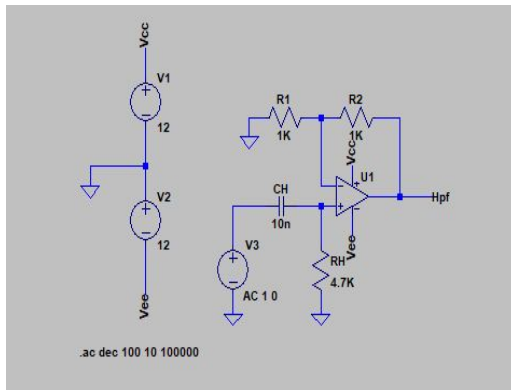 Vcc
V1
12
V2
12
Vee
R1
1K
R2
1K
Vcc
U1
Hpf
CH
10n
Vee
V3
AC 1 0
RH
4.7K
.ac dec 100 10 100000